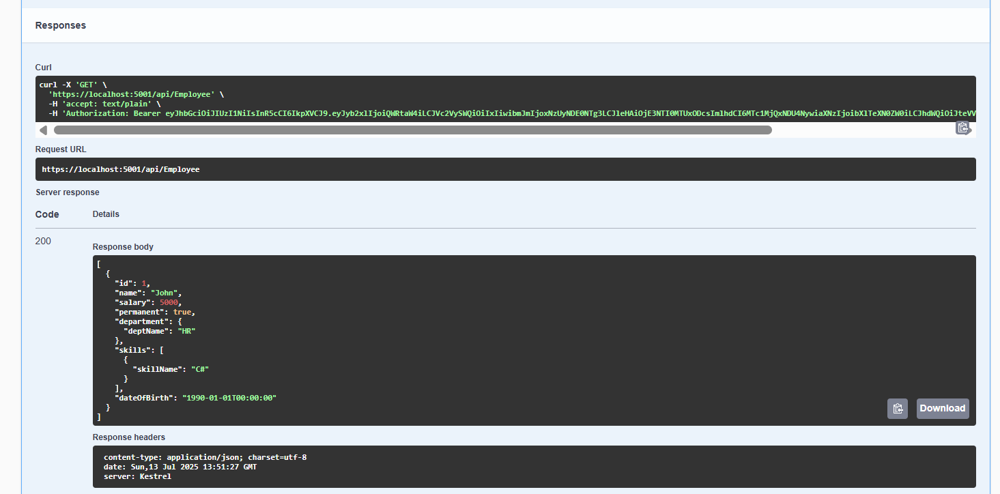 Responses
Curl
curl -X 'GET' \
'https://localhost:5001/api/Employee' \
-H 'accept: text/plain' \
-H 'Authorization: Bearer eyJhbGciOiJIUzI1NiIsInR5cCI6IkpXVCJ9.eyJyb2xlIjoiQWRtaW4iLCJVc2VySWQiOiIxIiwibmJmIjoxNzUyNDE0NTg3LCJleHAiOjE3NTI0MTUxODcsImlhdCI6MTc1MjQxNDU4NywiaXNzIjoibXlTeXN0ZW0iLCJhdWQiOiJteVV
Request URL
https://localhost:5001/api/Employee
Server response
Code Details
200
Response body
[
{
"id": 1,
"name": "John",
"salary": 5000,
"permanent": true,
"department": {
"deptName": "HR"
},
"skills": [
{
"skillName": "C#"
}
],
"dateOfBirth": "1990-01-01T00:00:00"
}
]
Download
Response headers
content-type: application/json; charset=utf-8
date: Sun,13 Jul 2025 13:51:27 GMT
server: Kestrel